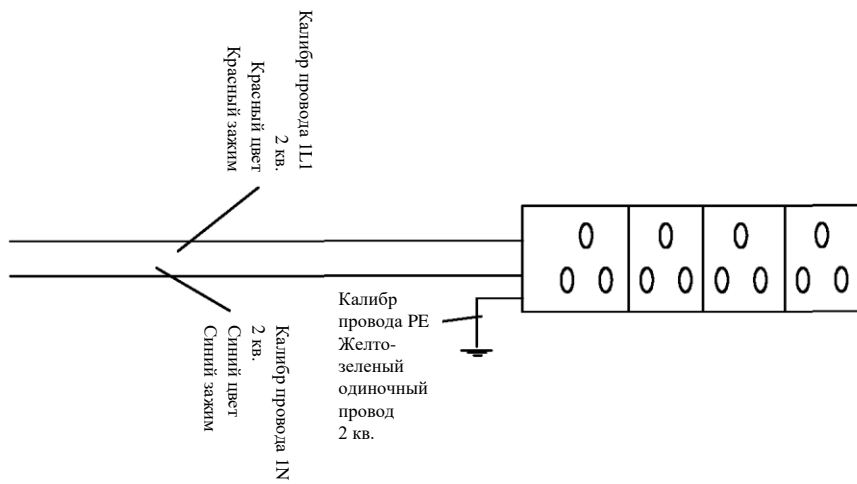 Калибр провода 1L1
2 кв.
Красный цвет
Красный зажим
Калибр провода 1N
2 кв.
Синий цвет
Синий зажим
Калибр
провода PE
Желто-
зеленый
одиночный
провод
2 кв.